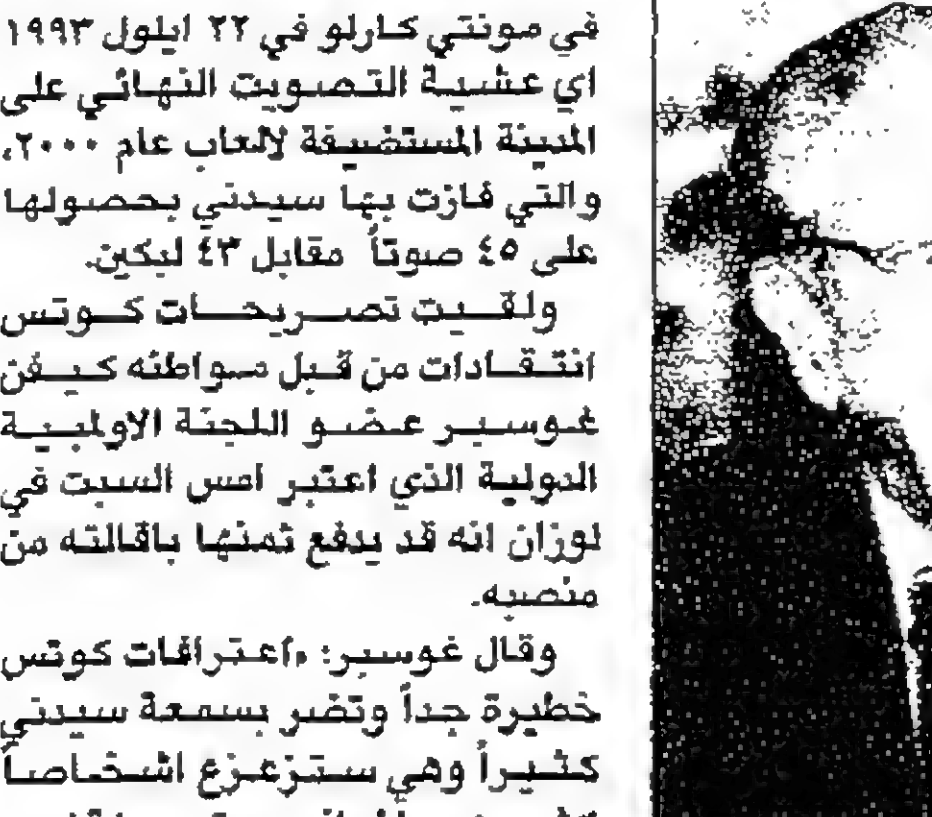 في مونتي كارلو في ٢٢ ايلول ١٩٩٣
اي عشية التصويت النهائي على
المدينة المستضيفة لالعاب عام ٢٠٠٠،
والتي فازت بها سيدني بحصولها
على ٤٥ صوتاً مقابل ٤٣ لبكين.
ولقيت تصريحات كوتس
انتقادات من قبل مواطنه كيفن
غوسبر عضو اللجنة الاولمبية
الدولية الذي اعتبر امس السبت في
لوزان انه قد يدفع ثمنها باقالته من
منصبه.
وقال غوسبر: «اعترافات كوتس
خطيرة جداً وتضر بسمعة سيدني
كثيراً وهي ستزعزع اشخاصاً